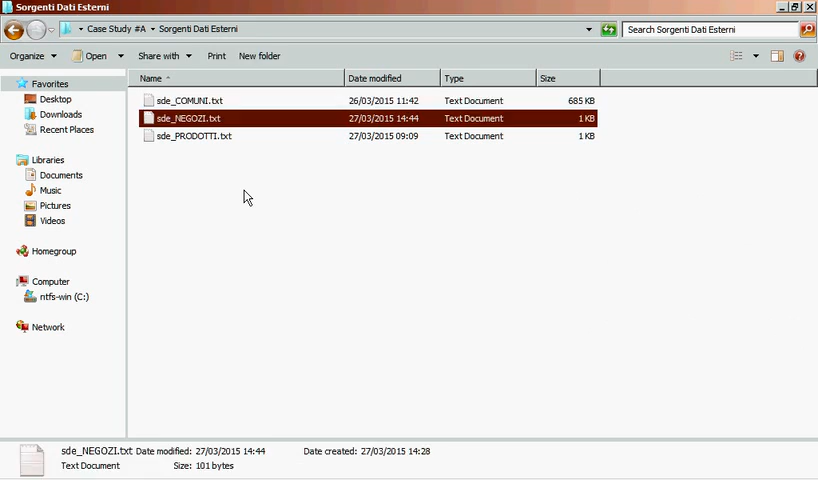 Sorgenti Dati Esterni
Case Study #A Sorgenti Dati Esterni
Search Sorgenti Dati Esterni
Organize Open Share with Print New folder
Favorites
Desktop
Downloads
Recent Places
Libraries
Documents
Music
Pictures
Videos
Homegroup
Computer
ntfs-win (C:)
Network
Name Date modified Type Size
sde_COMUNI.txt 26/03/2015 11:42 Text Document 685 KB
sde_NEGOZI.txt 27/03/2015 14:44 Text Document 1 KB
sde_PRODOTTI.txt 27/03/2015 09:09 Text Document 1 KB
sde_NEGOZI.txt Date modified: 27/03/2015 14:44 Date created: 27/03/2015 14:28
Text Document Size: 101 bytes